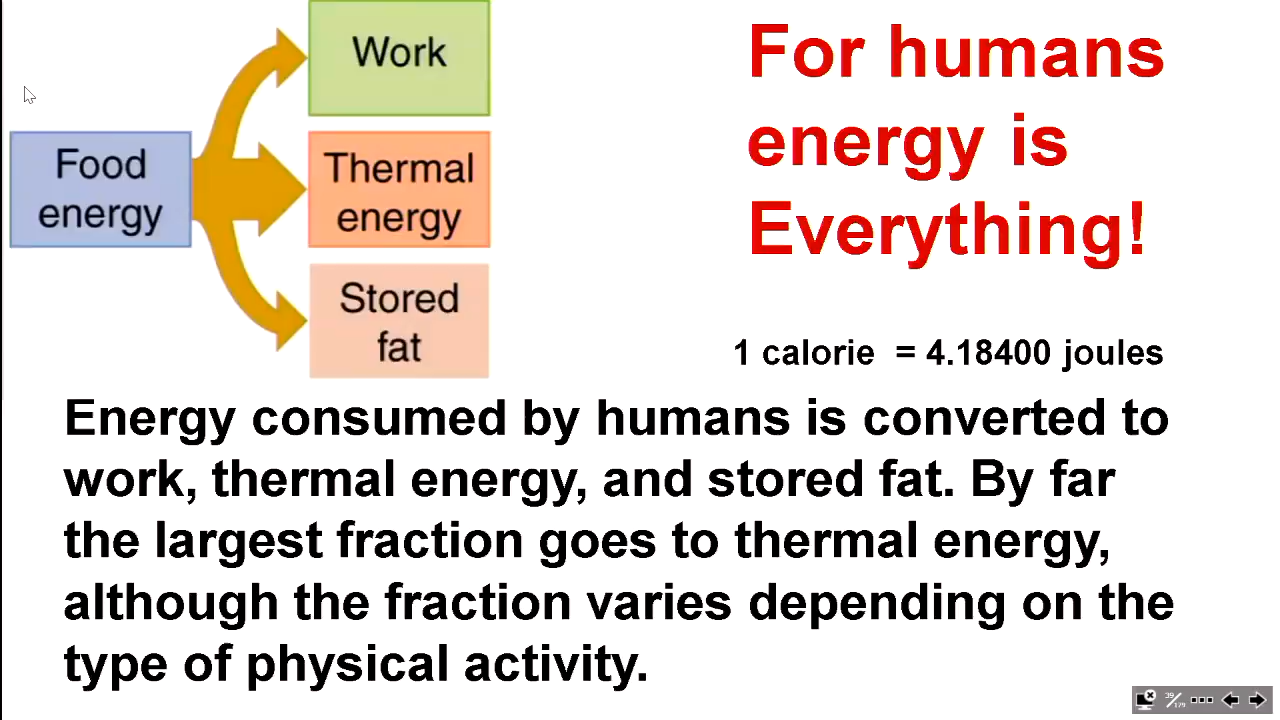 Work
Food
energy
Thermal
energy
Stored
fat
For humans
energy is
Everything!
1 calorie = 4.18400 joules
Energy consumed by humans is converted to
work, thermal energy, and stored fat. By far
the largest fraction goes to thermal energy,
although the fraction varies depending on the
type of physical activity.
39/179